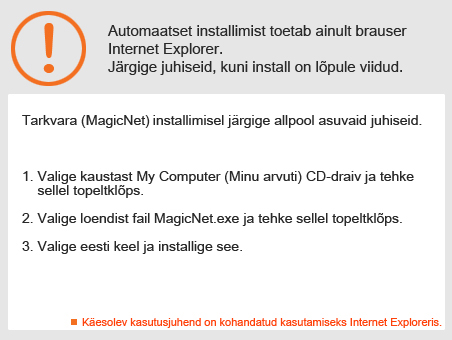 Automaatset installimist toetab ainult brauser
Internet Explorer.
Järgige juhiseid, kuni install on lõpule viidud.
Tarkvara (MagicNet) installimisel järgige allpool asuvaid juhiseid.
1. Valige kaustast My Computer (Minu arvuti) CD-draiv ja tehke
sellel topeltklõps.
2. Valige loendist fail MagicNet.exe ja tehke sellel topeltklõps.
3. Valige eesti keel ja installige see.
Käesolev kasutusjuhend on kohandatud kasutamiseks Internet Exploreris.